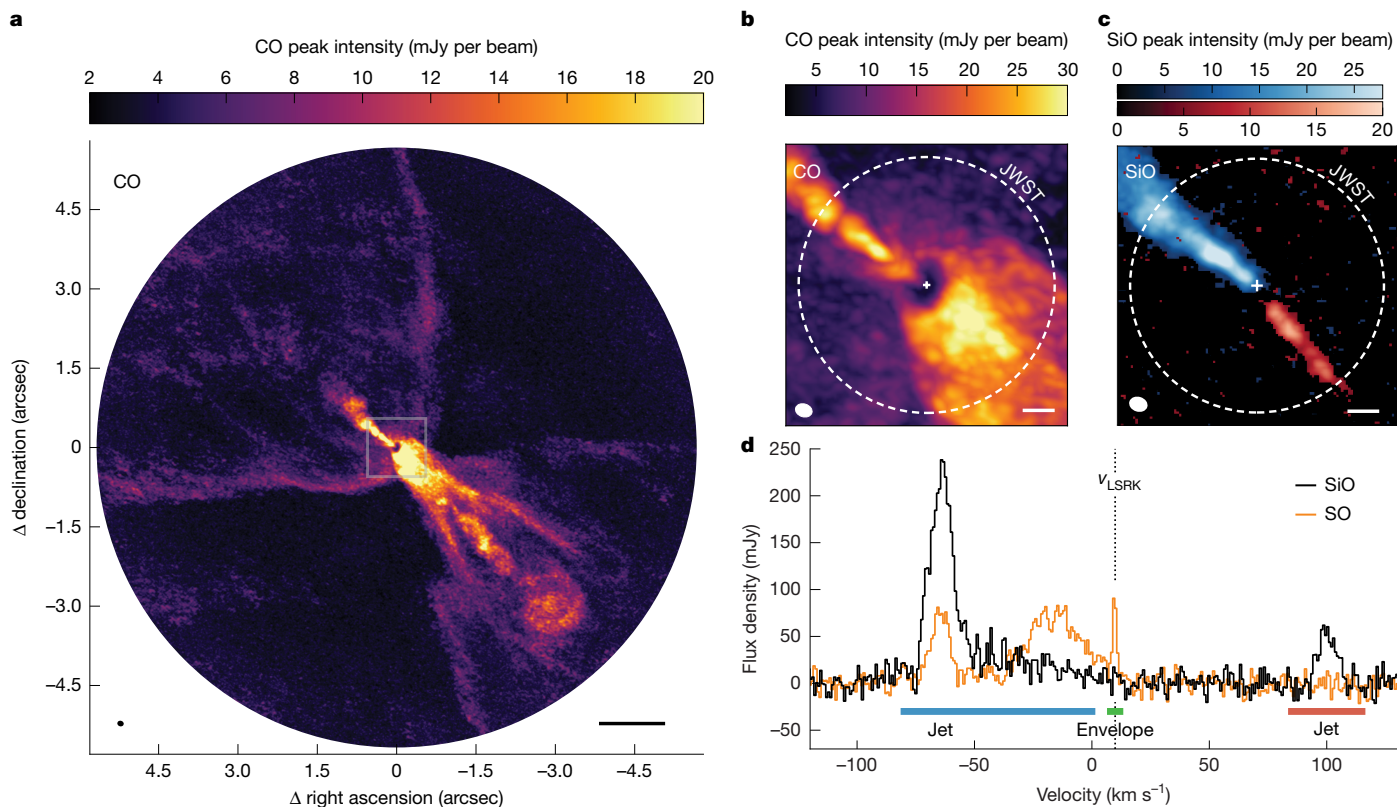 a
CO peak intensity (mJy per beam)
2 4 6 8 10 12 14 16 18 20
CO
4.5
3.0
1.5
0
−1.5
−3.0
−4.5
Δ declination (arcsec)
4.5 3.0 1.5 0 −1.5 −3.0 −4.5
Δ right ascension (arcsec)
b
CO peak intensity (mJy per beam)
5 10 15 20 25 30
CO
JWST
c
SiO peak intensity (mJy per beam)
0 5 10 15 20 25
0 5 10 15 20
SiO
JWST
d
250
200
150
100
50
0
−50
Flux density (mJy)
vLSRK
SiO
SO
Jet Envelope Jet
−100 −50 0 50 100
Velocity (km s⁻¹)